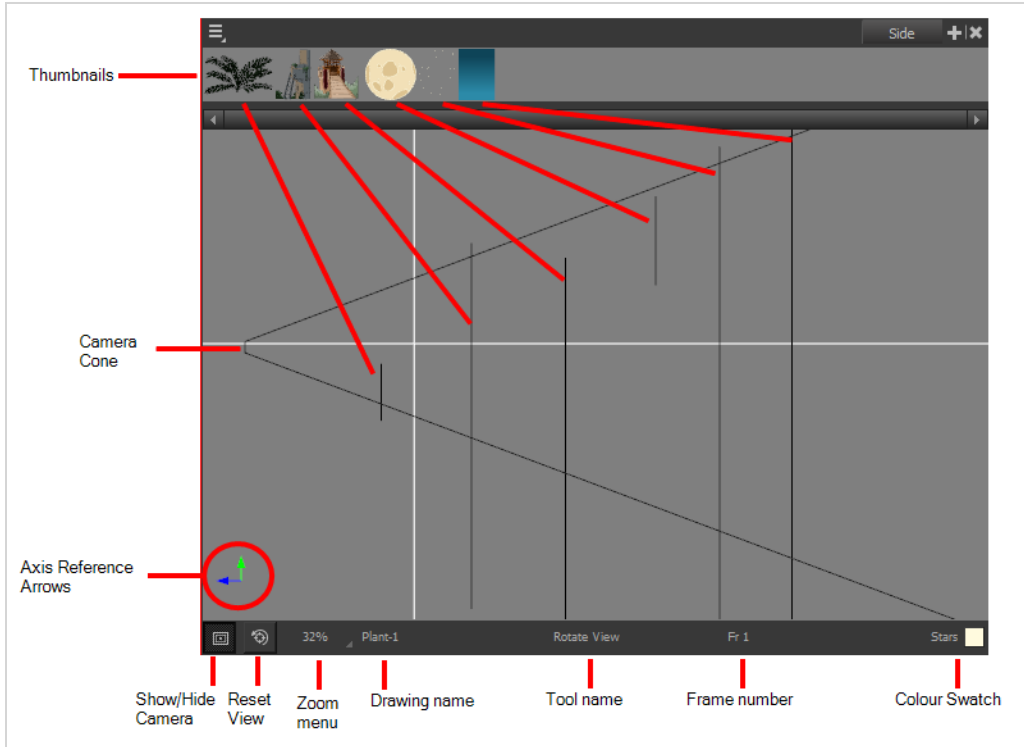 Side
Thumbnails
Camera
Cone
Axis Reference
Arrows
32%
Plant-1
Rotate View
Fr 1
Stars
Show/Hide
Camera
Reset
View
Zoom
menu
Drawing name
Tool name
Frame number
Colour Swatch